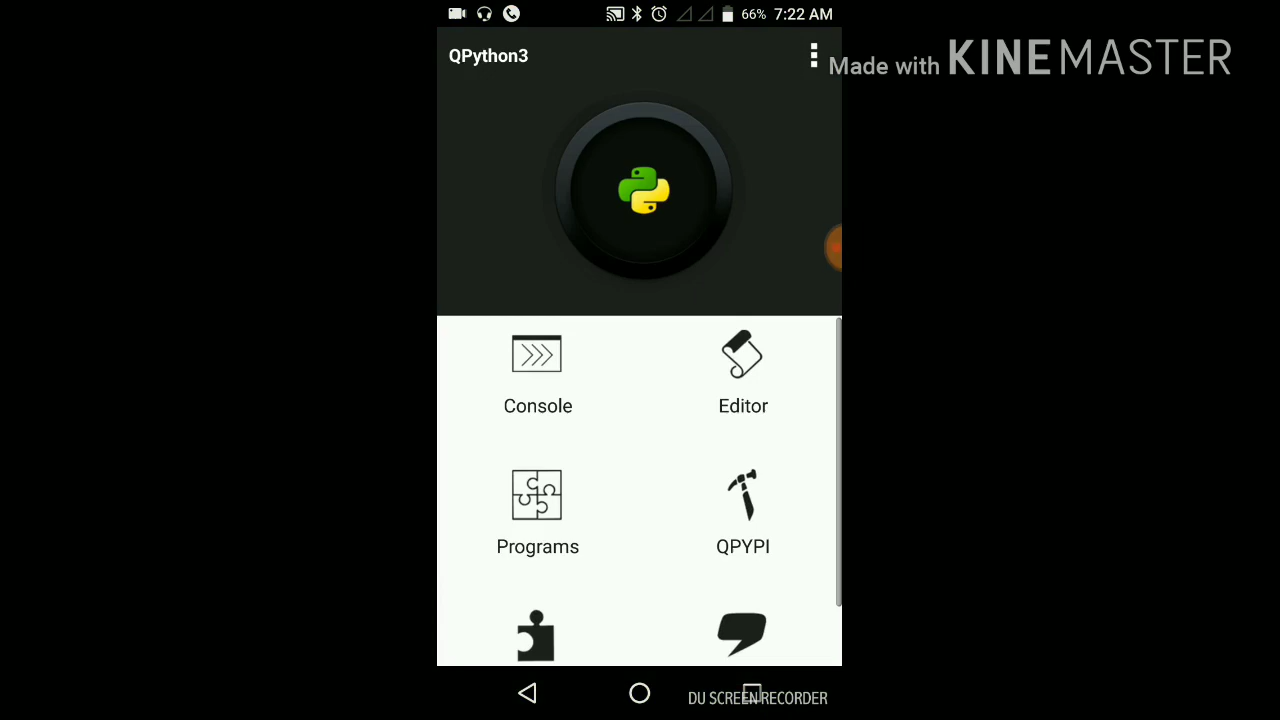 66% 7:22 AM
QPython3
Made with KINEMASTER
Console
Editor
Programs
QPYPI
DU SCREEN RECORDER